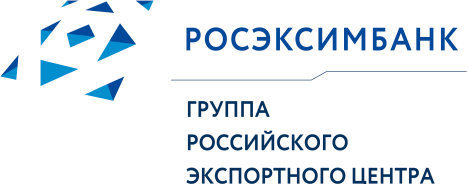 РОСЭКСИМБАНК
ГРУППА
РОССИЙСКОГО
ЭКСПОРТНОГО ЦЕНТРА